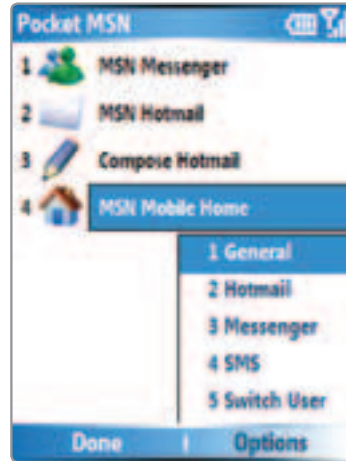 Pocket MSN
1 MSN Messenger
2 MSN Hotmail
3 Compose Hotmail
4 MSN Mobile Home
1 General
2 Hotmail
3 Messenger
4 SMS
5 Switch User
Done Options